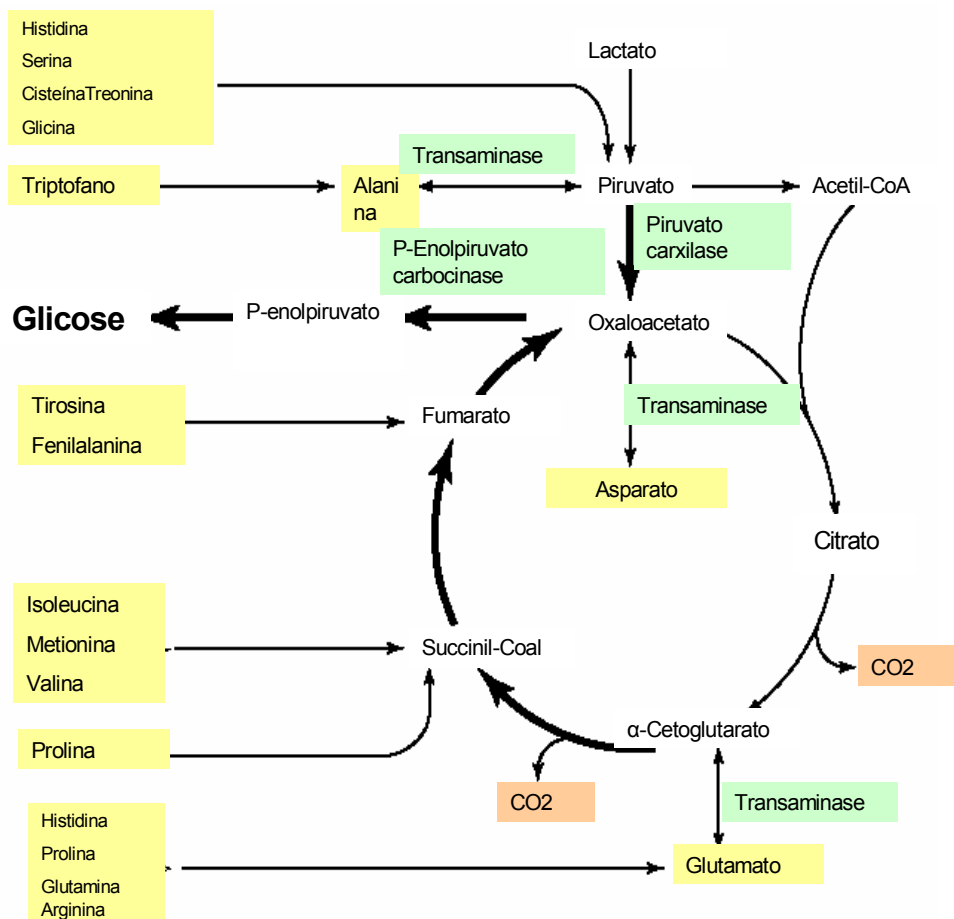 Histidina
Serina
CisteínaTreonina
Glicina
Lactato
Transaminase
Triptofano
Alani
na
Piruvato
Acetil-CoA
P-Enolpiruvato
carbocinase
Piruvato
carxilase
Glicose
P-enolpiruvato
Oxaloacetato
Tirosina
Fenilalanina
Fumarato
Transaminase
Asparato
Citrato
Isoleucina
Metionina
Valina
Succinil-Coal
CO2
Prolina
α-Cetoglutarato
CO2
Transaminase
Histidina
Prolina
Glutamina
Arginina
Glutamato